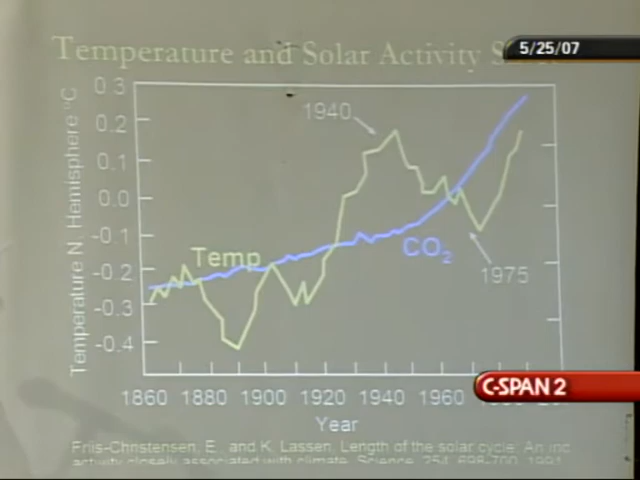 Temperature and Solar Activity
5/25/07
Temperature N. Hemisphere °C
0.3
0.2
0.1
0.0
-0.1
-0.2
-0.3
-0.4
1940
Temp
CO₂
1975
C-SPAN 2
1860 1880 1900 1920 1940 1960
Year
Friis-Christensen, E., and K. Lassen, Length of the solar cycle: An
activity closely associated with climate, Science, 254, 698-700, 1991